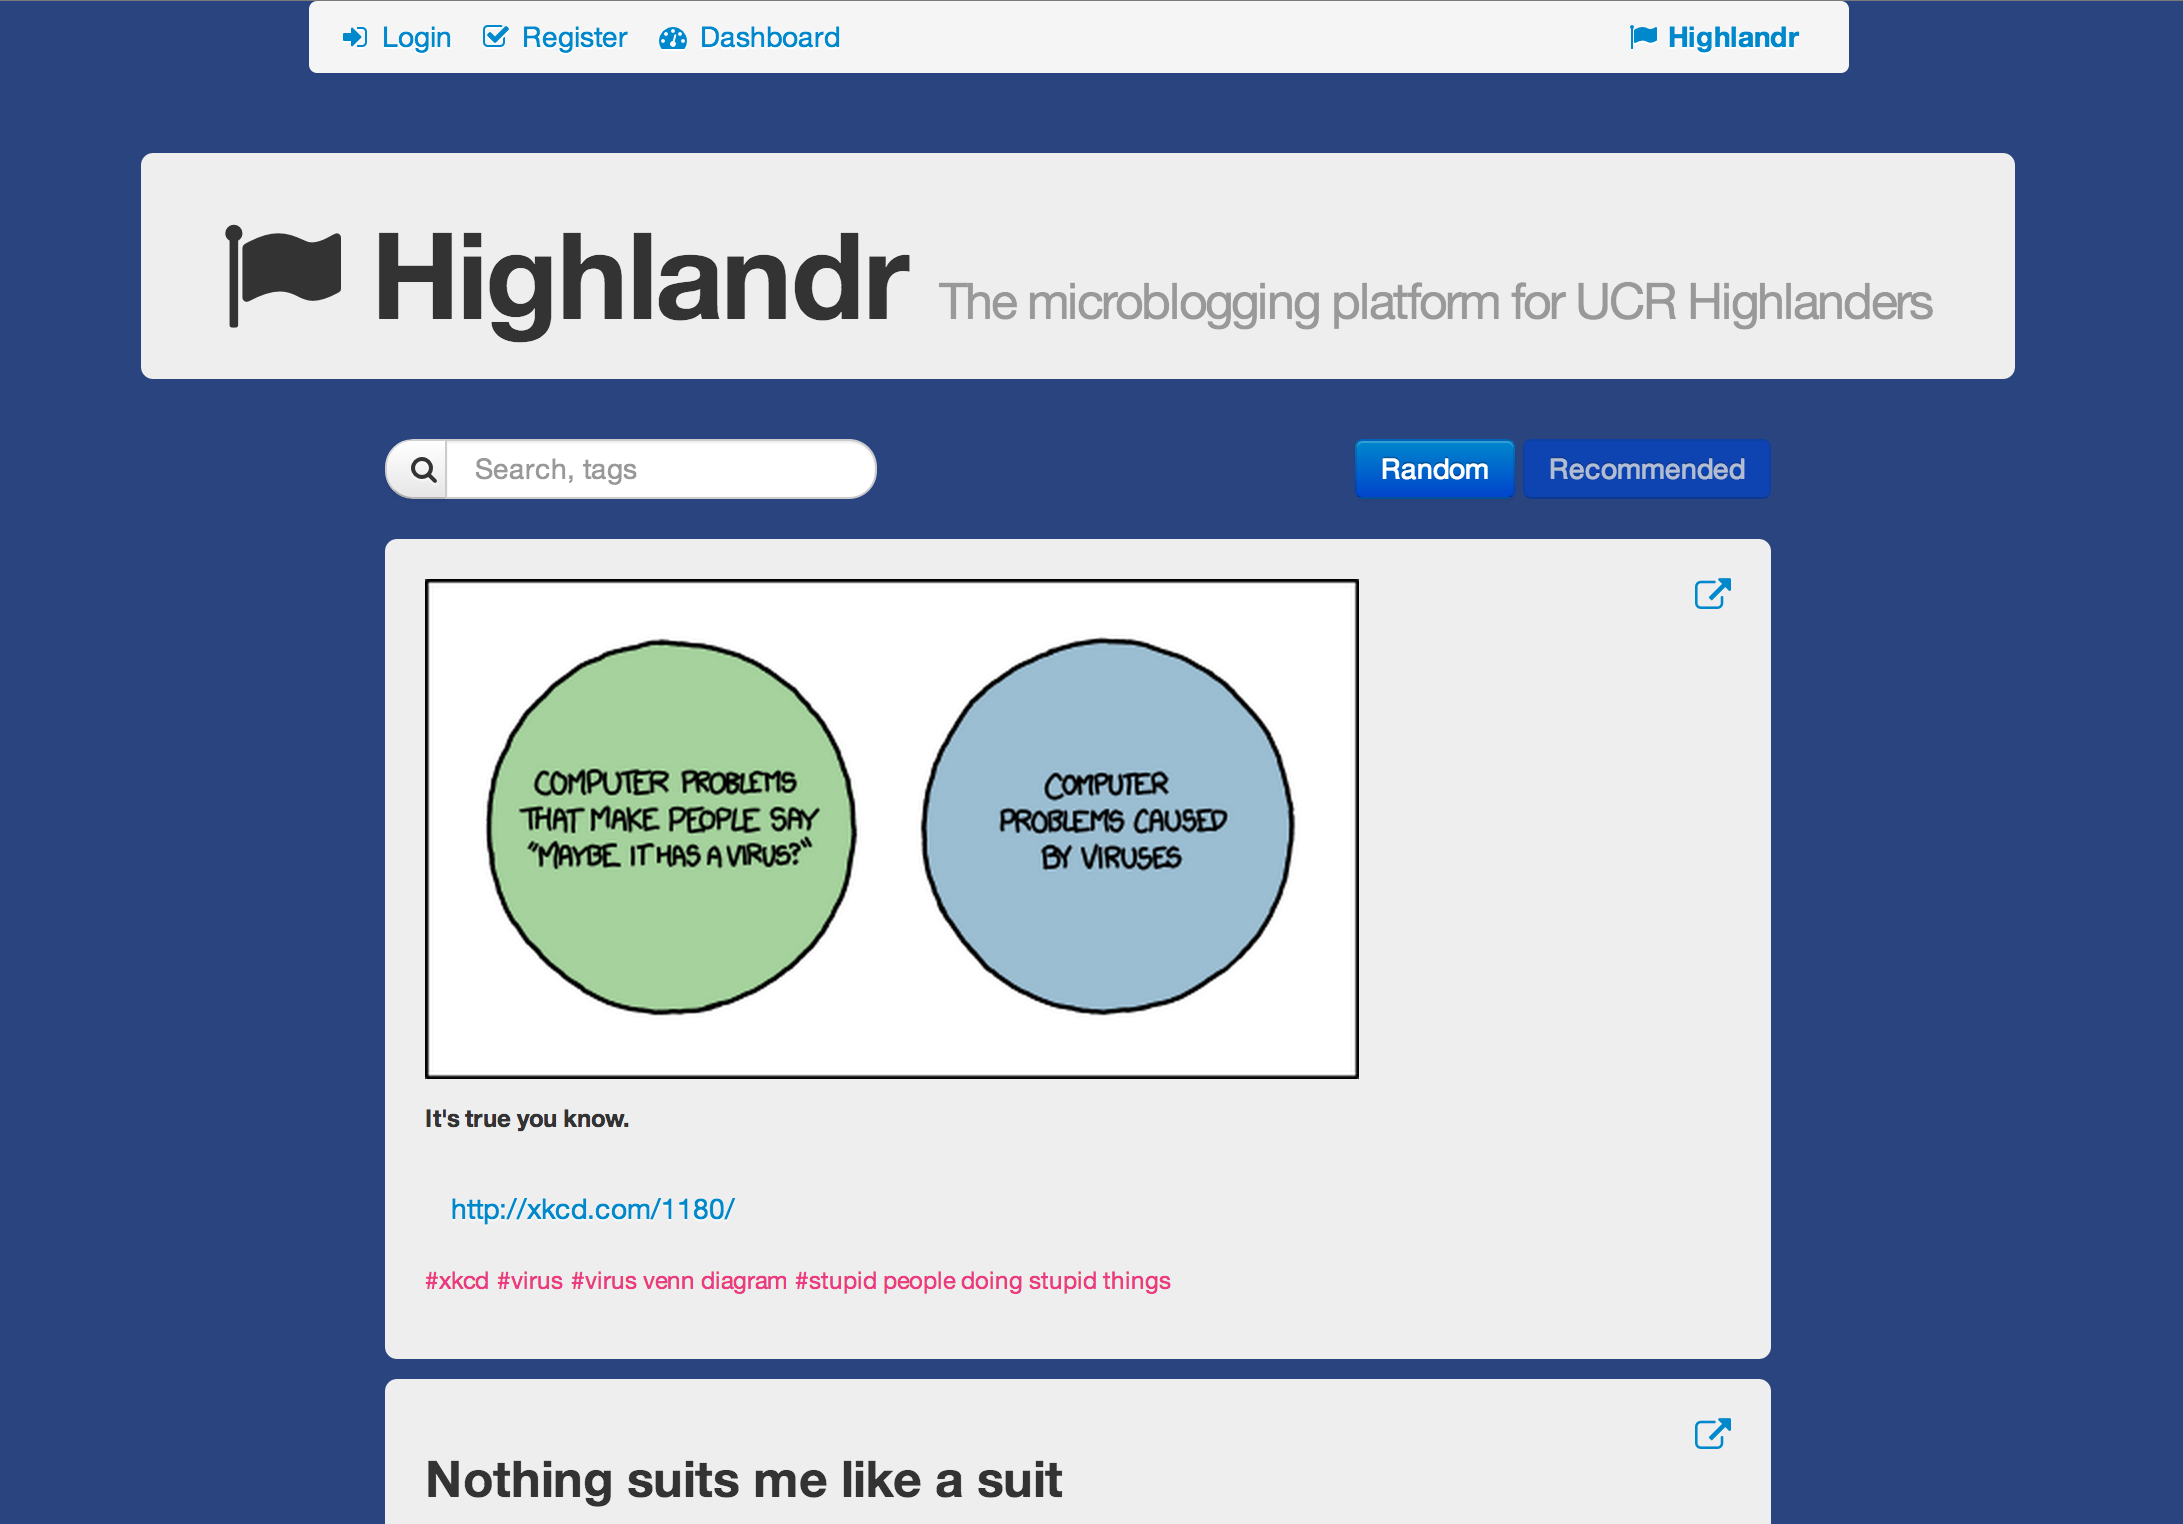 Login Register Dashboard Highlandr
Highlandr The microblogging platform for UCR Highlanders
Search, tags Random Recommended
COMPUTER PROBLEMS
THAT MAKE PEOPLE SAY
"MAYBE IT HAS A VIRUS?"
COMPUTER
PROBLEMS CAUSED
BY VIRUSES
It's true you know.
http://xkcd.com/1180/
#xkcd #virus #virus venn diagram #stupid people doing stupid things
Nothing suits me like a suit